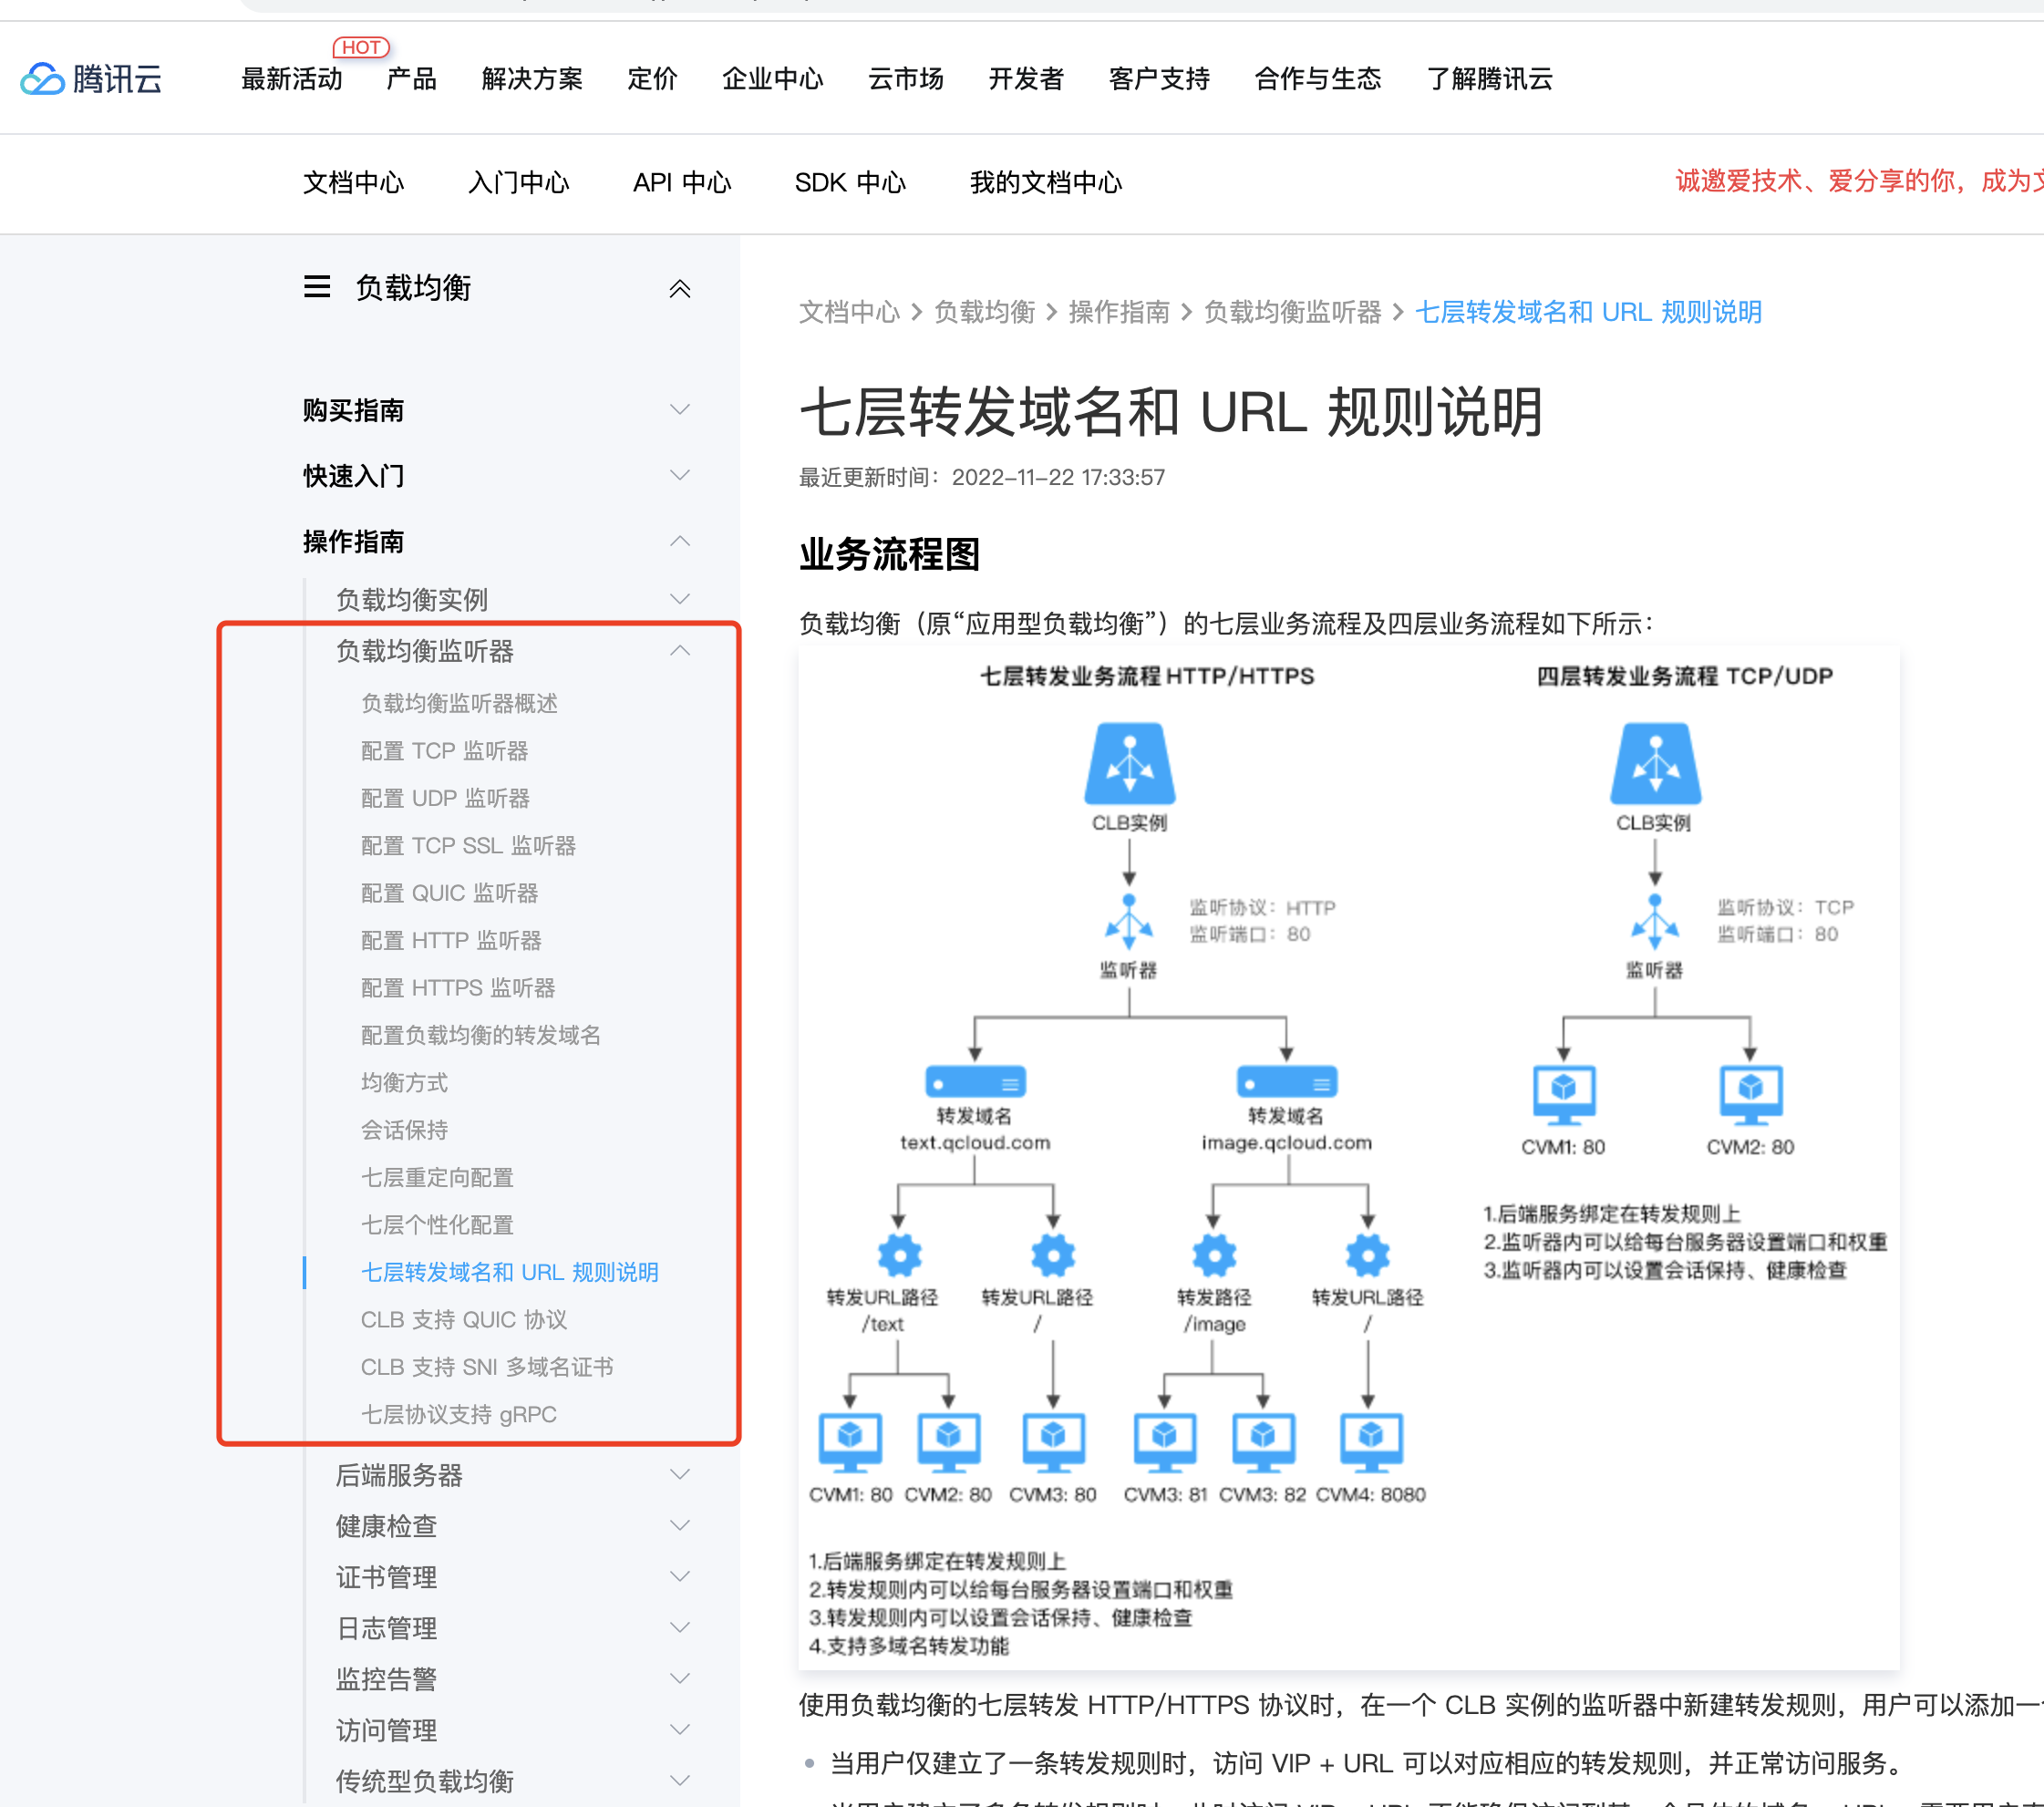 HOT
腾讯云 最新活动 产品 解决方案 定价 企业中心 云市场 开发者 客户支持 合作与生态 了解腾讯云
文档中心 入门中心 API 中心 SDK 中心 我的文档中心 诚邀爱技术、爱分享的你，成为文
负载均衡
购买指南
快速入门
操作指南
负载均衡实例
负载均衡监听器
负载均衡监听器概述
配置 TCP 监听器
配置 UDP 监听器
配置 TCP SSL 监听器
配置 QUIC 监听器
配置 HTTP 监听器
配置 HTTPS 监听器
配置负载均衡的转发域名
均衡方式
会话保持
七层重定向配置
七层个性化配置
七层转发域名和 URL 规则说明
CLB 支持 QUIC 协议
CLB 支持 SNI 多域名证书
七层协议支持 gRPC
后端服务器
健康检查
证书管理
日志管理
监控告警
访问管理
传统型负载均衡
文档中心 > 负载均衡 > 操作指南 > 负载均衡监听器 > 七层转发域名和 URL 规则说明
七层转发域名和 URL 规则说明
最近更新时间：2022-11-22 17:33:57
业务流程图
负载均衡（原“应用型负载均衡”）的七层业务流程及四层业务流程如下所示：
七层转发业务流程 HTTP/HTTPS
CLB实例
监听协议：HTTP
监听端口：80
监听器
转发域名 转发域名
text.qcloud.com image.qcloud.com
转发URL路径 转发URL路径 转发路径 转发URL路径
/text / /image /
CVM1: 80 CVM2: 80 CVM3: 80 CVM3: 81 CVM3: 82 CVM4: 8080
1.后端服务绑定在转发规则上
2.转发规则内可以给每台服务器设置端口和权重
3.转发规则内可以设置会话保持、健康检查
4.支持多域名转发功能
四层转发业务流程 TCP/UDP
CLB实例
监听协议：TCP
监听端口：80
监听器
CVM1: 80 CVM2: 80
1.后端服务绑定在转发规则上
2.监听器内可以给每台服务器设置端口和权重
3.监听器内可以设置会话保持、健康检查
使用负载均衡的七层转发 HTTP/HTTPS 协议时，在一个 CLB 实例的监听器中新建转发规则，用户可以添加一
当用户仅建立了一条转发规则时，访问 VIP + URL 可以对应相应的转发规则，并正常访问服务。